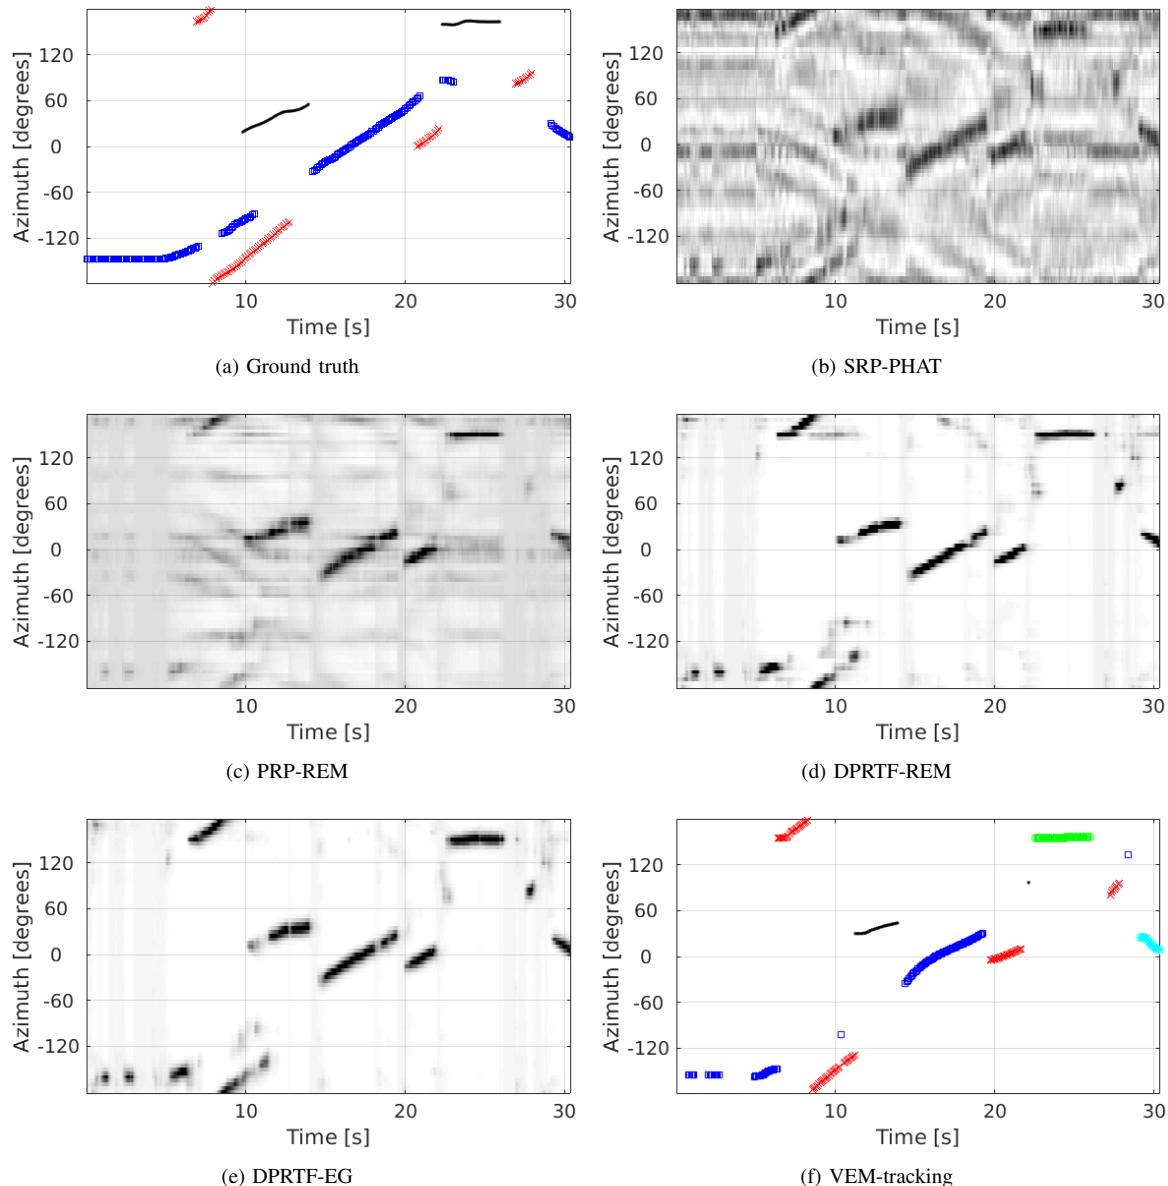 120
60
0
-60
-120
Azimuth [degrees]
10
20
30
Time [s]
(a) Ground truth
120
60
0
-60
-120
Azimuth [degrees]
10
20
30
Time [s]
(b) SRP-PHAT
120
60
0
-60
-120
Azimuth [degrees]
10
20
30
Time [s]
(c) PRP-REM
120
60
0
-60
-120
Azimuth [degrees]
10
20
30
Time [s]
(d) DPRTF-REM
120
60
0
-60
-120
Azimuth [degrees]
10
20
30
Time [s]
(e) DPRTF-EG
120
60
0
-60
-120
Azimuth [degrees]
10
20
30
Time [s]
(f) VEM-tracking